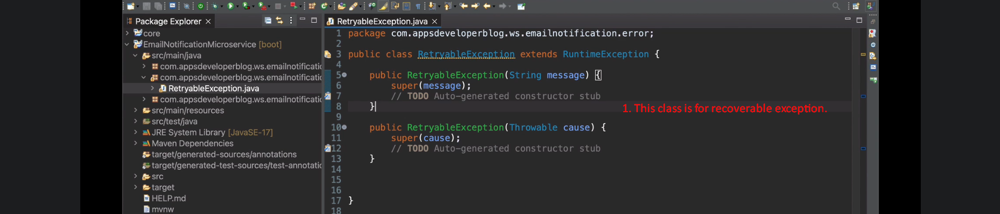 Package Explorer
core
EmailNotificationMicroservice [boot]
src/main/java
com.appsdeveloperblog.ws.emailnotificatic
com.appsdeveloperblog.ws.emailnotificatic
RetryableException.java
com.appsdeveloperblog.ws.emailnotificatic
src/main/resources
src/test/java
JRE System Library [JavaSE-17]
Maven Dependencies
target/generated-sources/annotations
target/generated-test-sources/test-annotatic
src
target
HELP.md
mvnw
RetryableException.java
1 package com.appsdeveloperblog.ws.emailnotification.error;
2
3 public class RetryableException extends RuntimeException {
4
5 public RetryableException(String message) {
6 super(message);
7 // TODO Auto-generated constructor stub
8 }
1. This class is for recoverable exception.
9
10 public RetryableException(Throwable cause) {
11 super(cause);
12 // TODO Auto-generated constructor stub
13 }
14
15
16
17 }
18